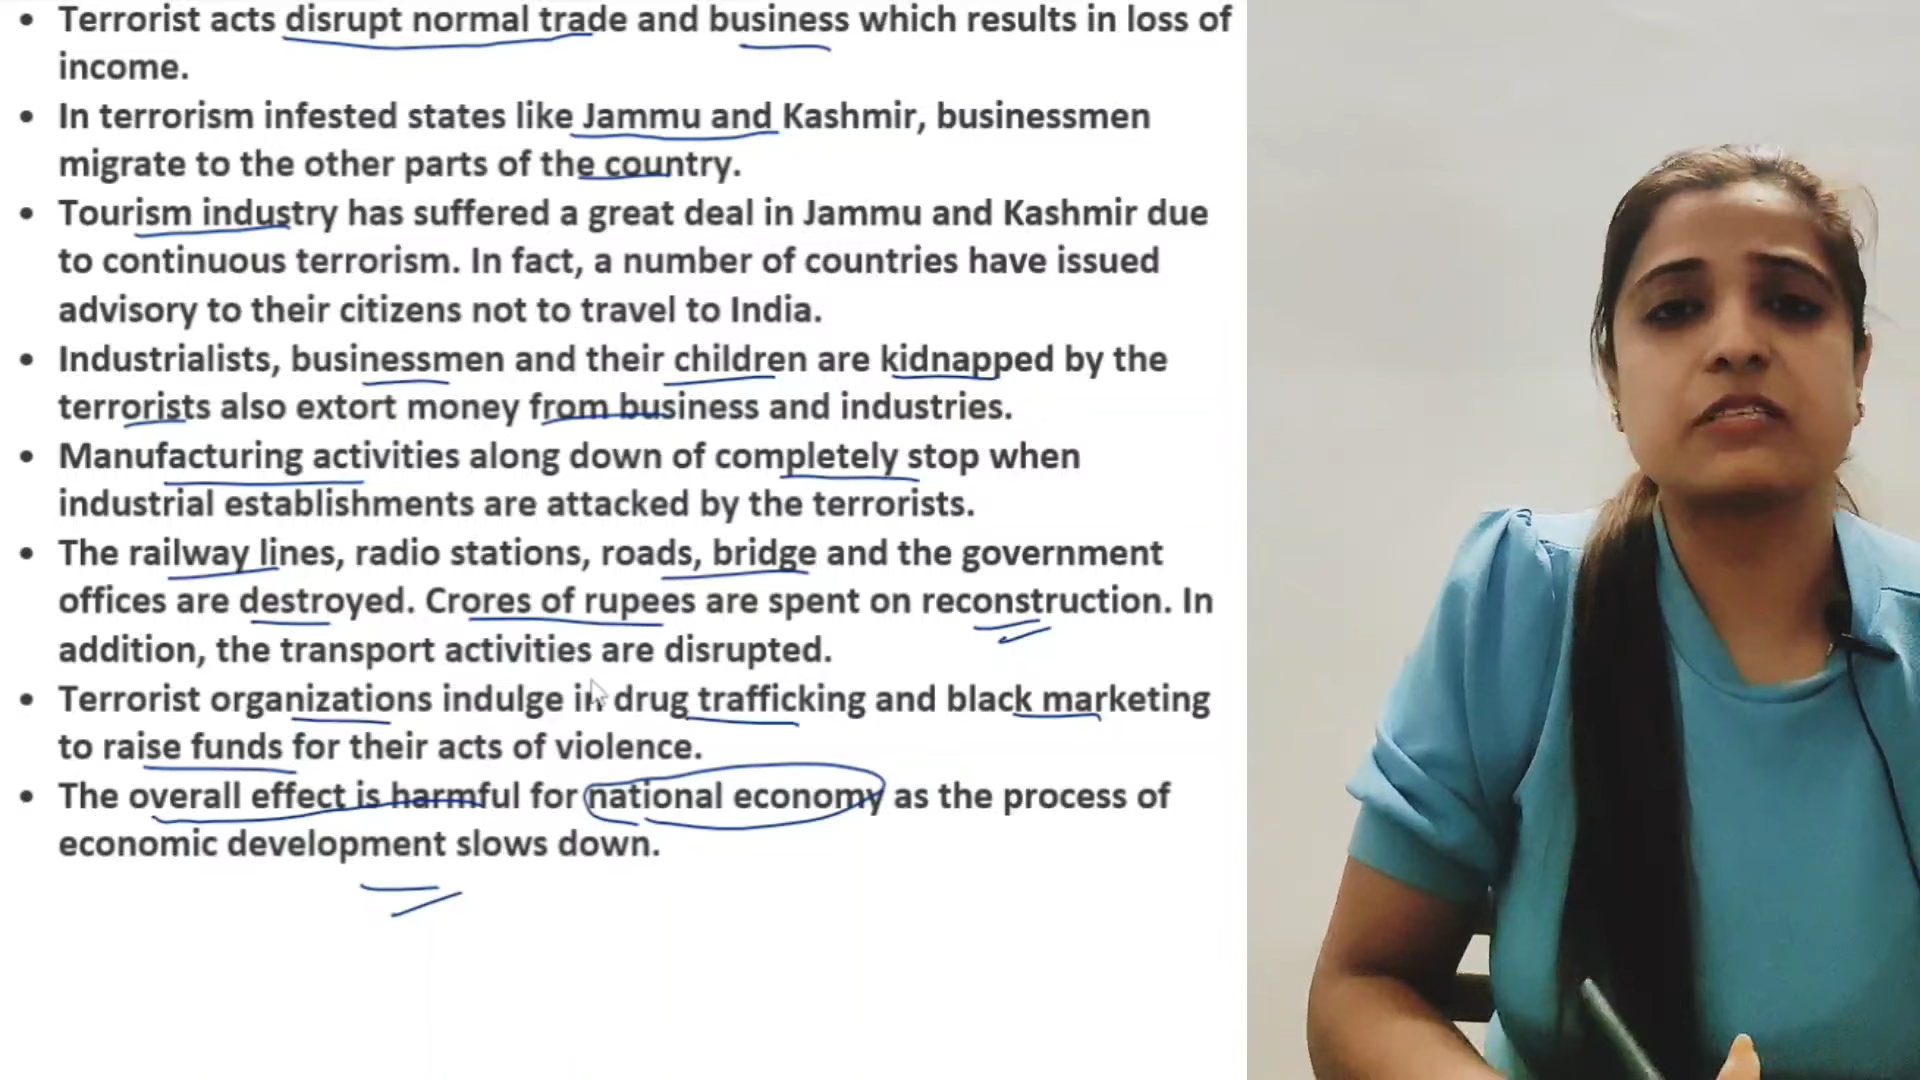 • Terrorist acts disrupt normal trade and business which results in loss of
income.
• In terrorism infested states like Jammu and Kashmir, businessmen
migrate to the other parts of the country.
• Tourism industry has suffered a great deal in Jammu and Kashmir due
to continuous terrorism. In fact, a number of countries have issued
advisory to their citizens not to travel to India.
• Industrialists, businessmen and their children are kidnapped by the
terrorists also extort money from business and industries.
• Manufacturing activities along down of completely stop when
industrial establishments are attacked by the terrorists.
• The railway lines, radio stations, roads, bridge and the government
offices are destroyed. Crores of rupees are spent on reconstruction. In
addition, the transport activities are disrupted.
• Terrorist organizations indulge in drug trafficking and black marketing
to raise funds for their acts of violence.
• The overall effect is harmful for national economy as the process of
economic development slows down.